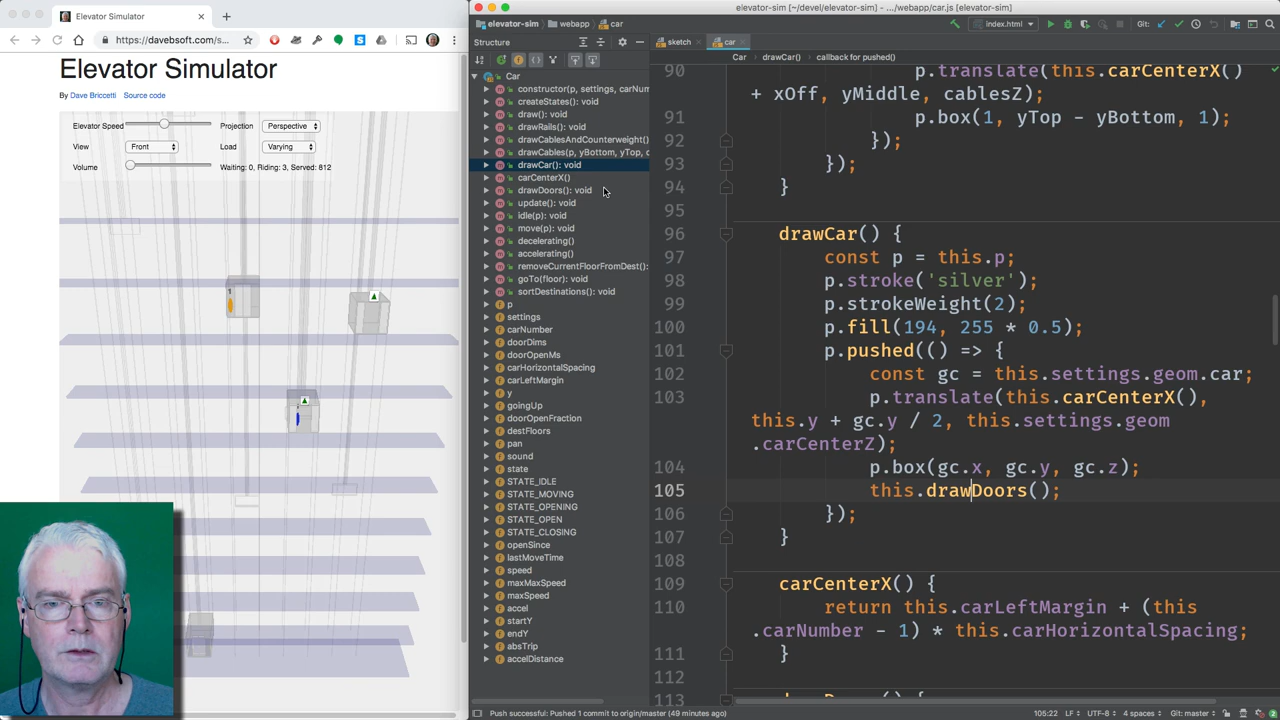 Elevator Simulator
https://davebsoft.com/s...
Elevator Simulator
By Dave Briccetti Source code
Elevator Speed Projection Perspective
View Front Load Varying
Volume Waiting: 0, Riding: 3, Served: 812
1
elevator-sim [~/devel/elevator-sim] - .../webapp/car.js [elevator-sim]
elevator-sim webapp car index.html Git:
Structure
sketch car
Car drawCar() callback for pushed()
Car
constructor(p, settings, carNum
createStates(): void
draw(): void
drawRails(): void
drawCablesAndCounterweight()
drawCables(p, yBottom, yTop, c
drawCar(): void
carCenterX()
drawDoors(): void
update(): void
idle(p): void
move(p): void
decelerating()
accelerating()
removeCurrentFloorFromDest():
goTo(floor): void
sortDestinations(): void
p
settings
carNumber
doorDims
doorOpenMs
carHorizontalSpacing
carLeftMargin
y
goingUp
doorOpenFraction
destFloors
pan
sound
state
STATE_IDLE
STATE_MOVING
STATE_OPENING
STATE_OPEN
STATE_CLOSING
openSince
lastMoveTime
speed
maxMaxSpeed
maxSpeed
accel
startY
endY
absTrip
accelDistance
90 p.translate(this.carCenterX()
+ xOff, yMiddle, cablesZ);
91 p.box(1, yTop - yBottom, 1);
92 });
93 });
94 }
95
96 drawCar() {
97 const p = this.p;
98 p.stroke('silver');
99 p.strokeWeight(2);
100 p.fill(194, 255 * 0.5);
101 p.pushed(() => {
102 const gc = this.settings.geom.car;
103 p.translate(this.carCenterX(),
this.y + gc.y / 2, this.settings.geom
.carCenterZ);
104 p.box(gc.x, gc.y, gc.z);
105 this.drawDoors();
106 });
107 }
108
109 carCenterX() {
110 return this.carLeftMargin + (this
.carNumber - 1) * this.carHorizontalSpacing;
111 }
112
113
Push successful: Pushed 1 commit to origin/master (49 minutes ago) 105:22 LF UTF-8 4 spaces Git: master